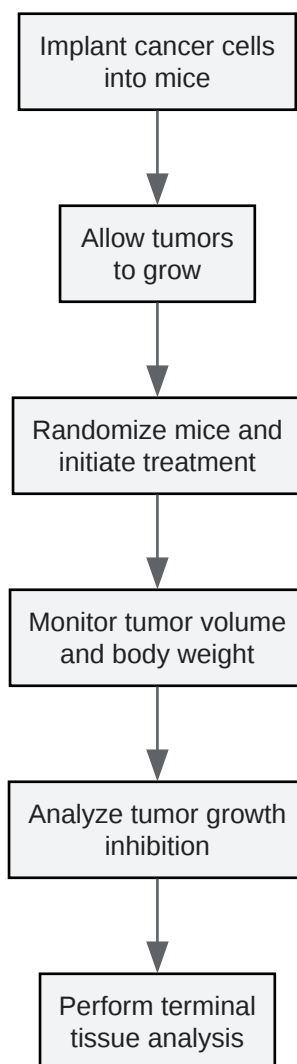 Implant cancer cells
into mice
Allow tumors
to grow
Randomize mice and
initiate treatment
Monitor tumor volume
and body weight
Analyze tumor growth
inhibition
Perform terminal
tissue analysis